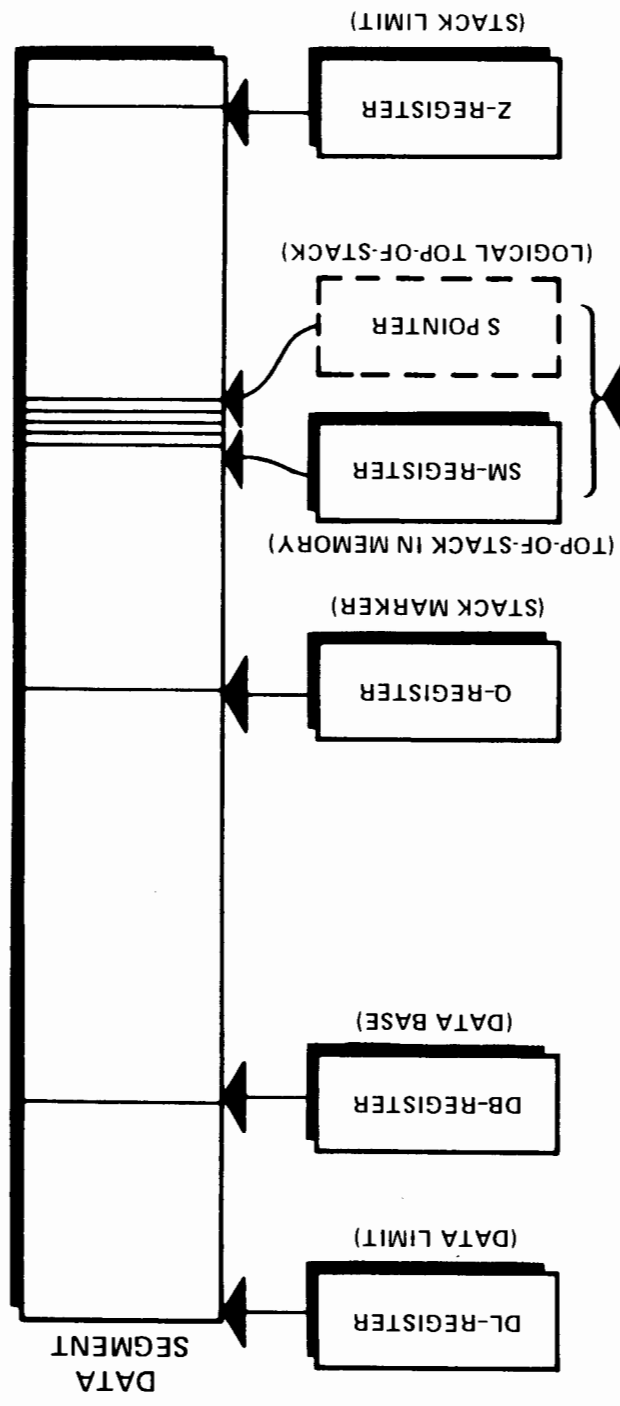 DATA
SEGMENT
DL-REGISTER
(DATA LIMIT)
DB-REGISTER
(DATA BASE)
Q-REGISTER
(STACK MARKER)
(TOP-OF-STACK IN MEMORY)
SM-REGISTER
S POINTER
(LOGICAL TOP-OF-STACK)
Z-REGISTER
(STACK LIMIT)